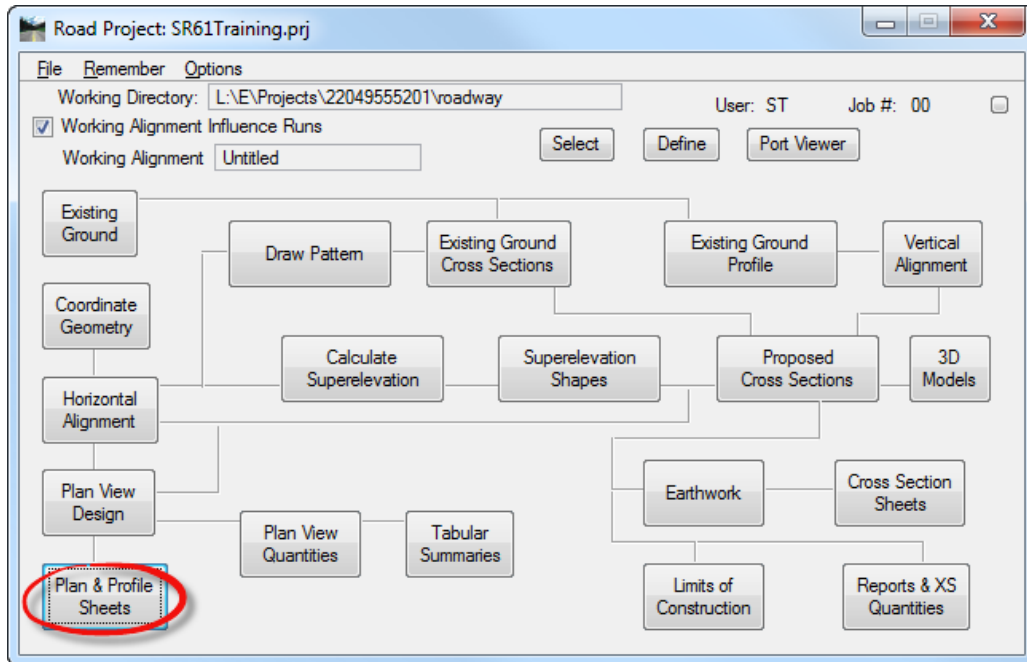 Road Project: SR61Training.prj
File Remember Options
Working Directory: L:\E\Projects\22049555201\roadway
User: ST Job #: 00
Working Alignment Influence Runs
Working Alignment Untitled
Select Define Port Viewer
Existing
Ground
Draw Pattern
Existing Ground
Cross Sections
Existing Ground
Profile
Vertical
Alignment
Coordinate
Geometry
Calculate
Superelevation
Superelevation
Shapes
Proposed
Cross Sections
3D
Models
Horizontal
Alignment
Plan View
Design
Plan View
Quantities
Tabular
Summaries
Earthwork
Cross Section
Sheets
Plan & Profile
Sheets
Limits of
Construction
Reports & XS
Quantities